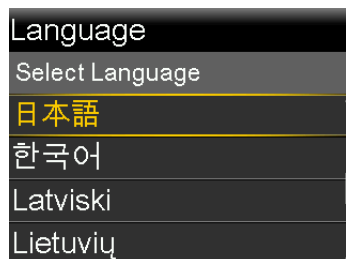 Language
Select Language
日本語
한국어
Latviski
Lietuvių